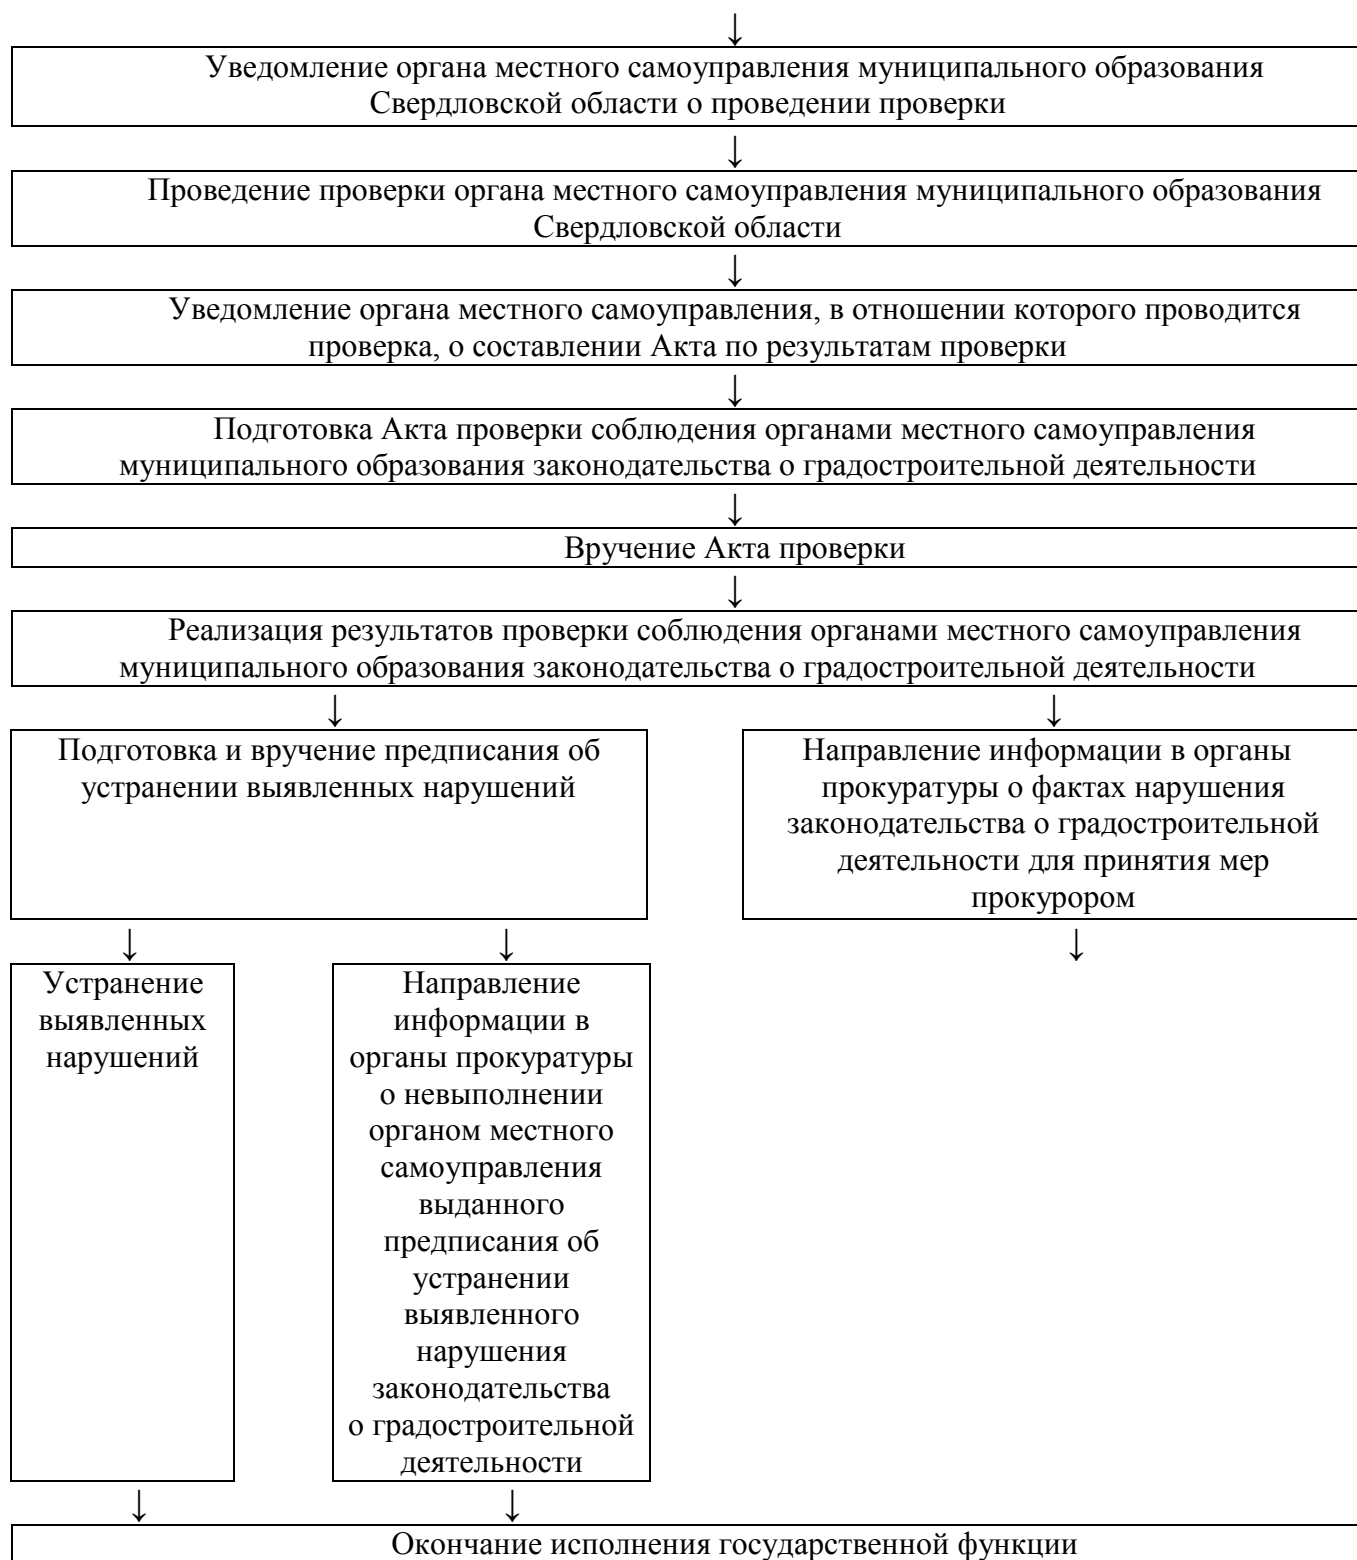 ↓
Уведомление органа местного самоуправления муниципального образования
Свердловской области о проведении проверки
↓
Проведение проверки органа местного самоуправления муниципального образования
Свердловской области
↓
Уведомление органа местного самоуправления, в отношении которого проводится
проверка, о составлении Акта по результатам проверки
↓
Подготовка Акта проверки соблюдения органами местного самоуправления
муниципального образования законодательства о градостроительной деятельности
↓
Вручение Акта проверки
↓
Реализация результатов проверки соблюдения органами местного самоуправления
муниципального образования законодательства о градостроительной деятельности
↓ ↓
Подготовка и вручение предписания об
устранении выявленных нарушений
Направление информации в органы
прокуратуры о фактах нарушения
законодательства о градостроительной
деятельности для принятия мер
прокурором
↓ ↓ ↓
Устранение
выявленных
нарушений
Направление
информации в
органы прокуратуры
о невыполнении
органом местного
самоуправления
выданного
предписания об
устранении
выявленного
нарушения
законодательства
о градостроительной
деятельности
↓ ↓
Окончание исполнения государственной функции